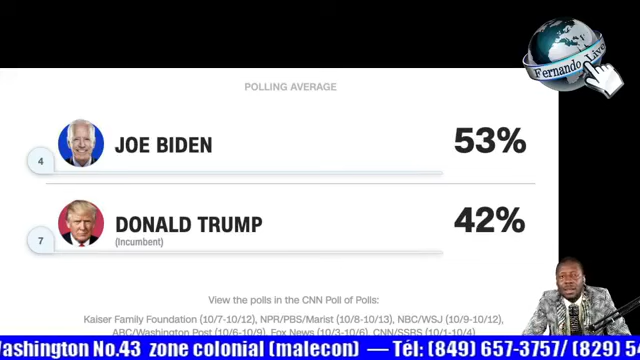 Fernando Live
POLLING AVERAGE
JOE BIDEN
53%
4
DONALD TRUMP
42%
7
(Incumbent)
View the polls in the CNN Poll of Polls:
Kaiser Family Foundation (10/7-10/12), NPR/PBS/Marist (10/8-10/13), NBC/WSJ (10/9-10/12),
ABC/Washington Post (10/6-10/9), Fox News (10/3-10/6), CNN/SSRS (10/1-10/4)
Washington No.43 zone colonial (malecon) — Tél: (849) 657-3757/ (829) 5